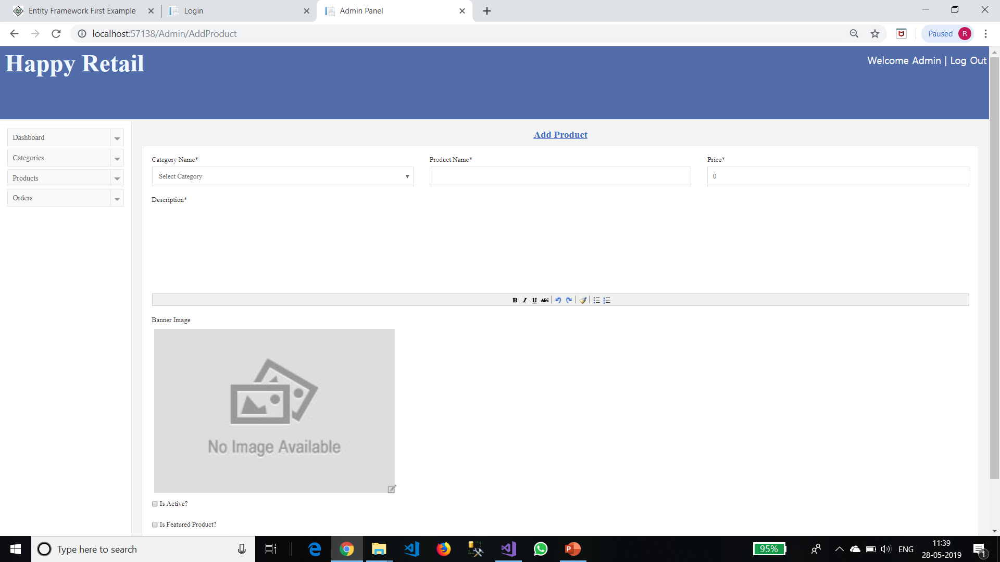 Entity Framework First Example
Login
Admin Panel
localhost:57138/Admin/AddProduct
Paused
R
Happy Retail
Welcome Admin | Log Out
Dashboard
Categories
Products
Orders
Add Product
Category Name*
Product Name*
Price*
Select Category
0
Description*
B I U ABC
Banner Image
No Image Available
Is Active?
Is Featured Product?
Type here to search
95%
ENG
11:39
28-05-2019
1